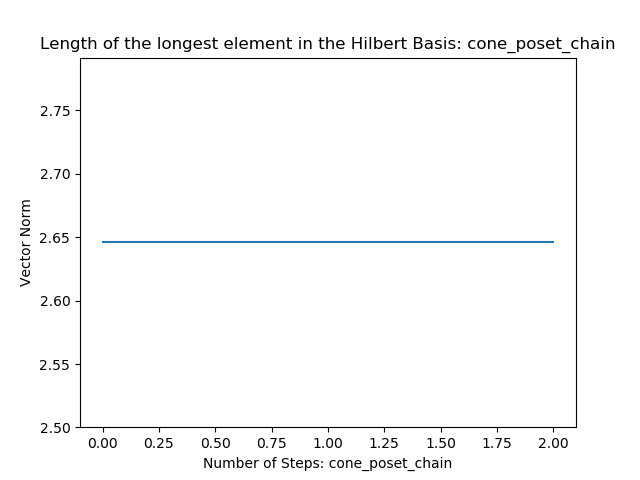 Length of the longest element in the Hilbert Basis: cone_poset_chain
Vector Norm
2.75
2.70
2.65
2.60
2.55
2.50
0.00 0.25 0.50 0.75 1.00 1.25 1.50 1.75 2.00
Number of Steps: cone_poset_chain